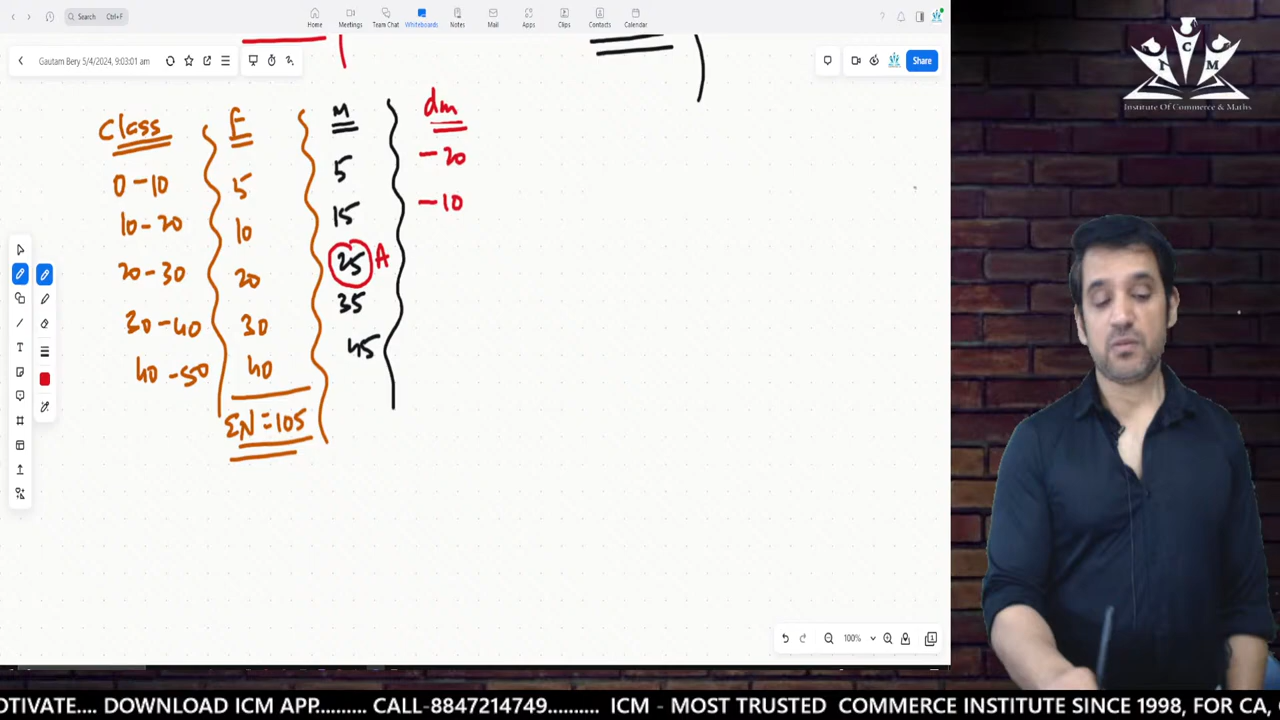 Search Ctrl+F
Home Meetings Team Chat Whiteboards Notes Mail Apps Clips Contacts Calendar
Gautam Bery 5/4/2024, 9:03:01 am
Share
I C M
Institute Of Commerce & Maths
Class F M dm
0-10 5 5 -20
10-20 10 15 -10
20-30 20 25 A
30-40 30 35
40-50 40 45
ΣN=105
100%
OTIVATE.... DOWNLOAD ICM APP......... CALL-8847214749.......... ICM - MOST TRUSTED COMMERCE INSTITUTE SINCE 1998, FOR CA,